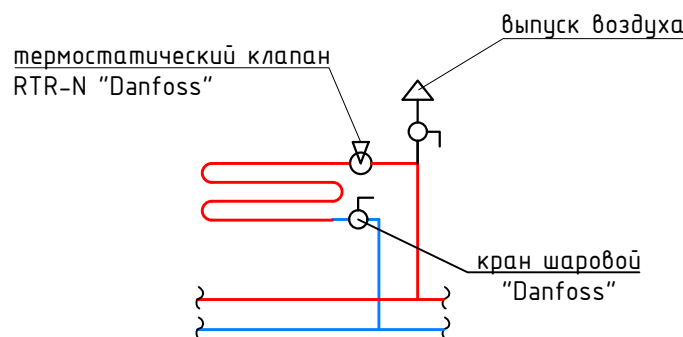 выпуск воздуха
термостатический клапан
RTR-N "Danfoss"
кран шаровой
"Danfoss"